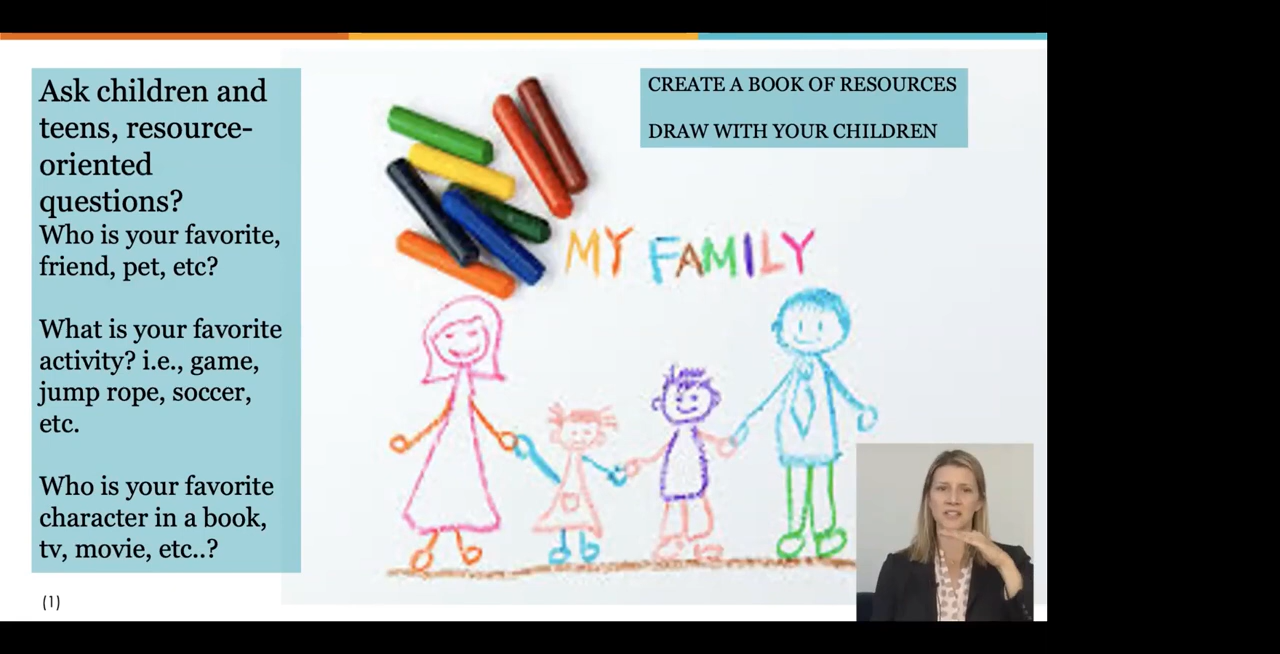 Ask children and
teens, resource-
oriented
questions?
Who is your favorite,
friend, pet, etc?
What is your favorite
activity? i.e., game,
jump rope, soccer,
etc.
Who is your favorite
character in a book,
tv, movie, etc..?
(1)
CREATE A BOOK OF RESOURCES
DRAW WITH YOUR CHILDREN
MY FAMILY